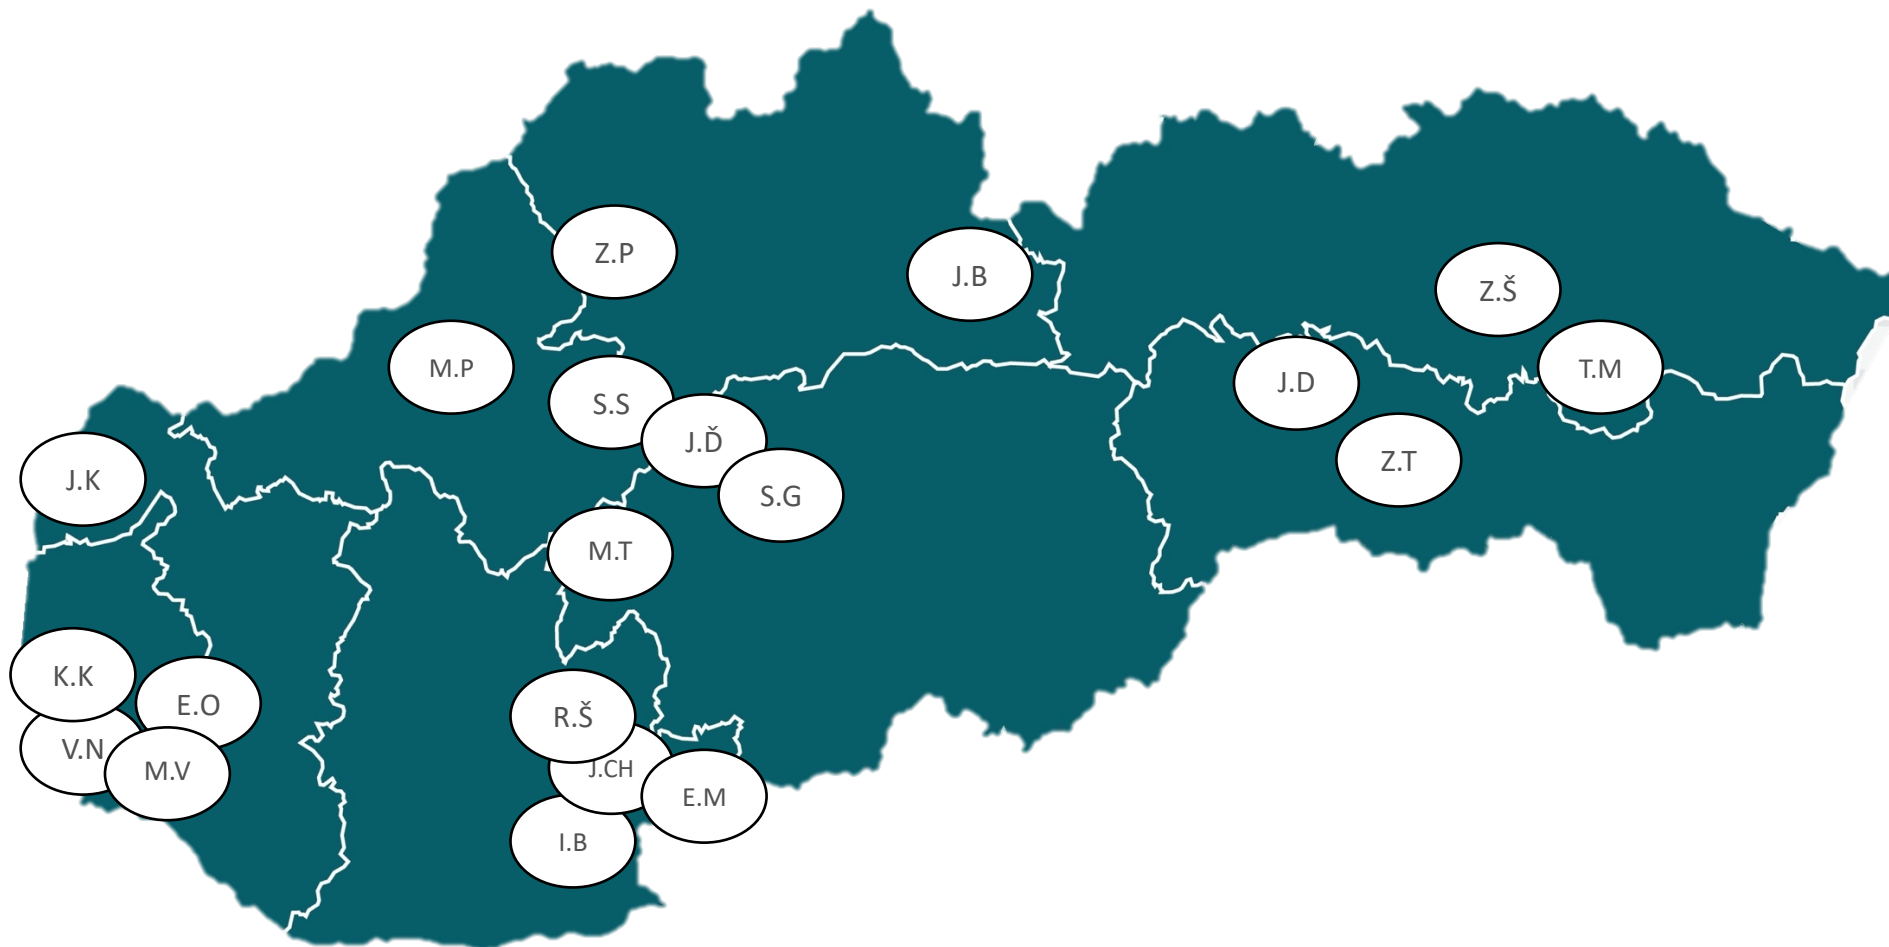 Z.P
J.B
Z.Š
M.P
T.M
J.D
S.S
J.Ď
Z.T
J.K
S.G
M.T
K.K
E.O
R.Š
V.N
M.V
J.CH
E.M
I.B